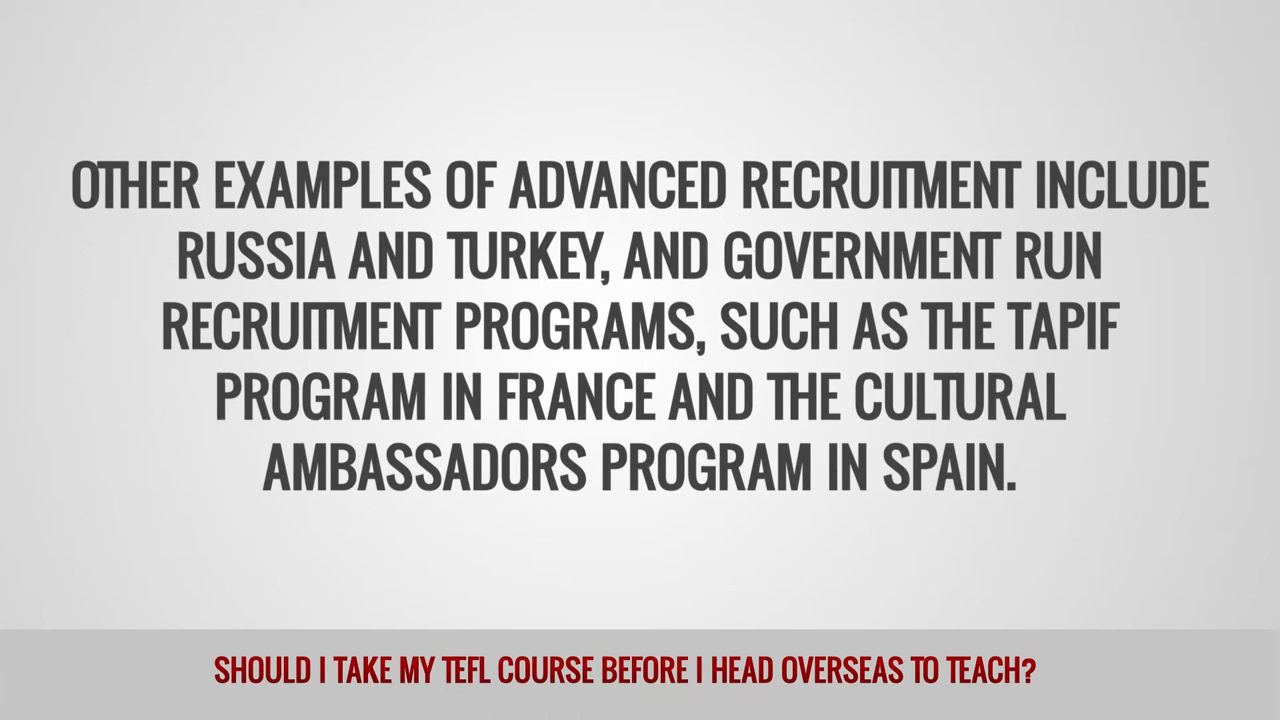 OTHER EXAMPLES OF ADVANCED RECRUITMENT INCLUDE
RUSSIA AND TURKEY, AND GOVERNMENT RUN
RECRUITMENT PROGRAMS, SUCH AS THE TAPIF
PROGRAM IN FRANCE AND THE CULTURAL
AMBASSADORS PROGRAM IN SPAIN.
SHOULD I TAKE MY TEFL COURSE BEFORE I HEAD OVERSEAS TO TEACH?